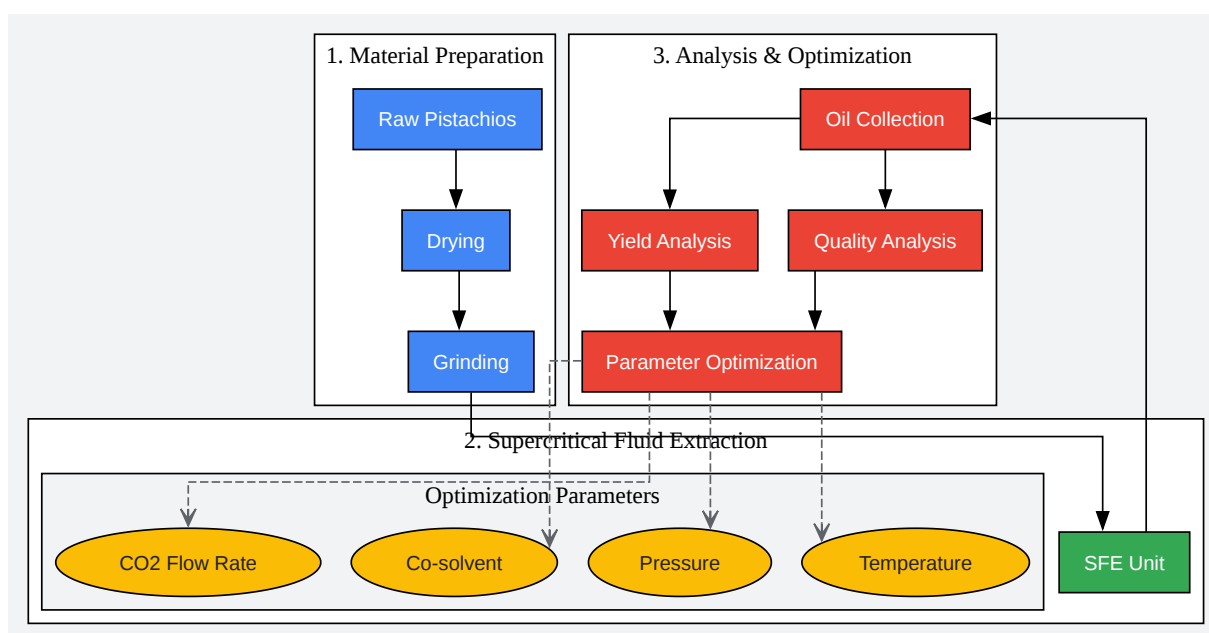 1. Material Preparation
Raw Pistachios
Drying
Grinding
3. Analysis & Optimization
Oil Collection
Yield Analysis
Quality Analysis
Parameter Optimization
2. Supercritical Fluid Extraction
Optimization Parameters
CO2 Flow Rate
Co-solvent
Pressure
Temperature
SFE Unit